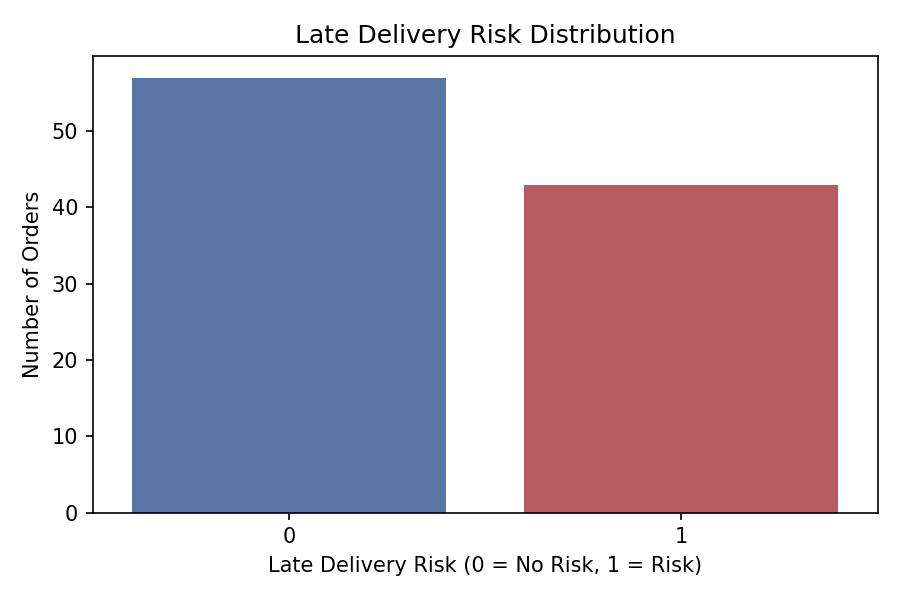 Late Delivery Risk Distribution
Number of Orders
50
40
30
20
10
0
0 1
Late Delivery Risk (0 = No Risk, 1 = Risk)